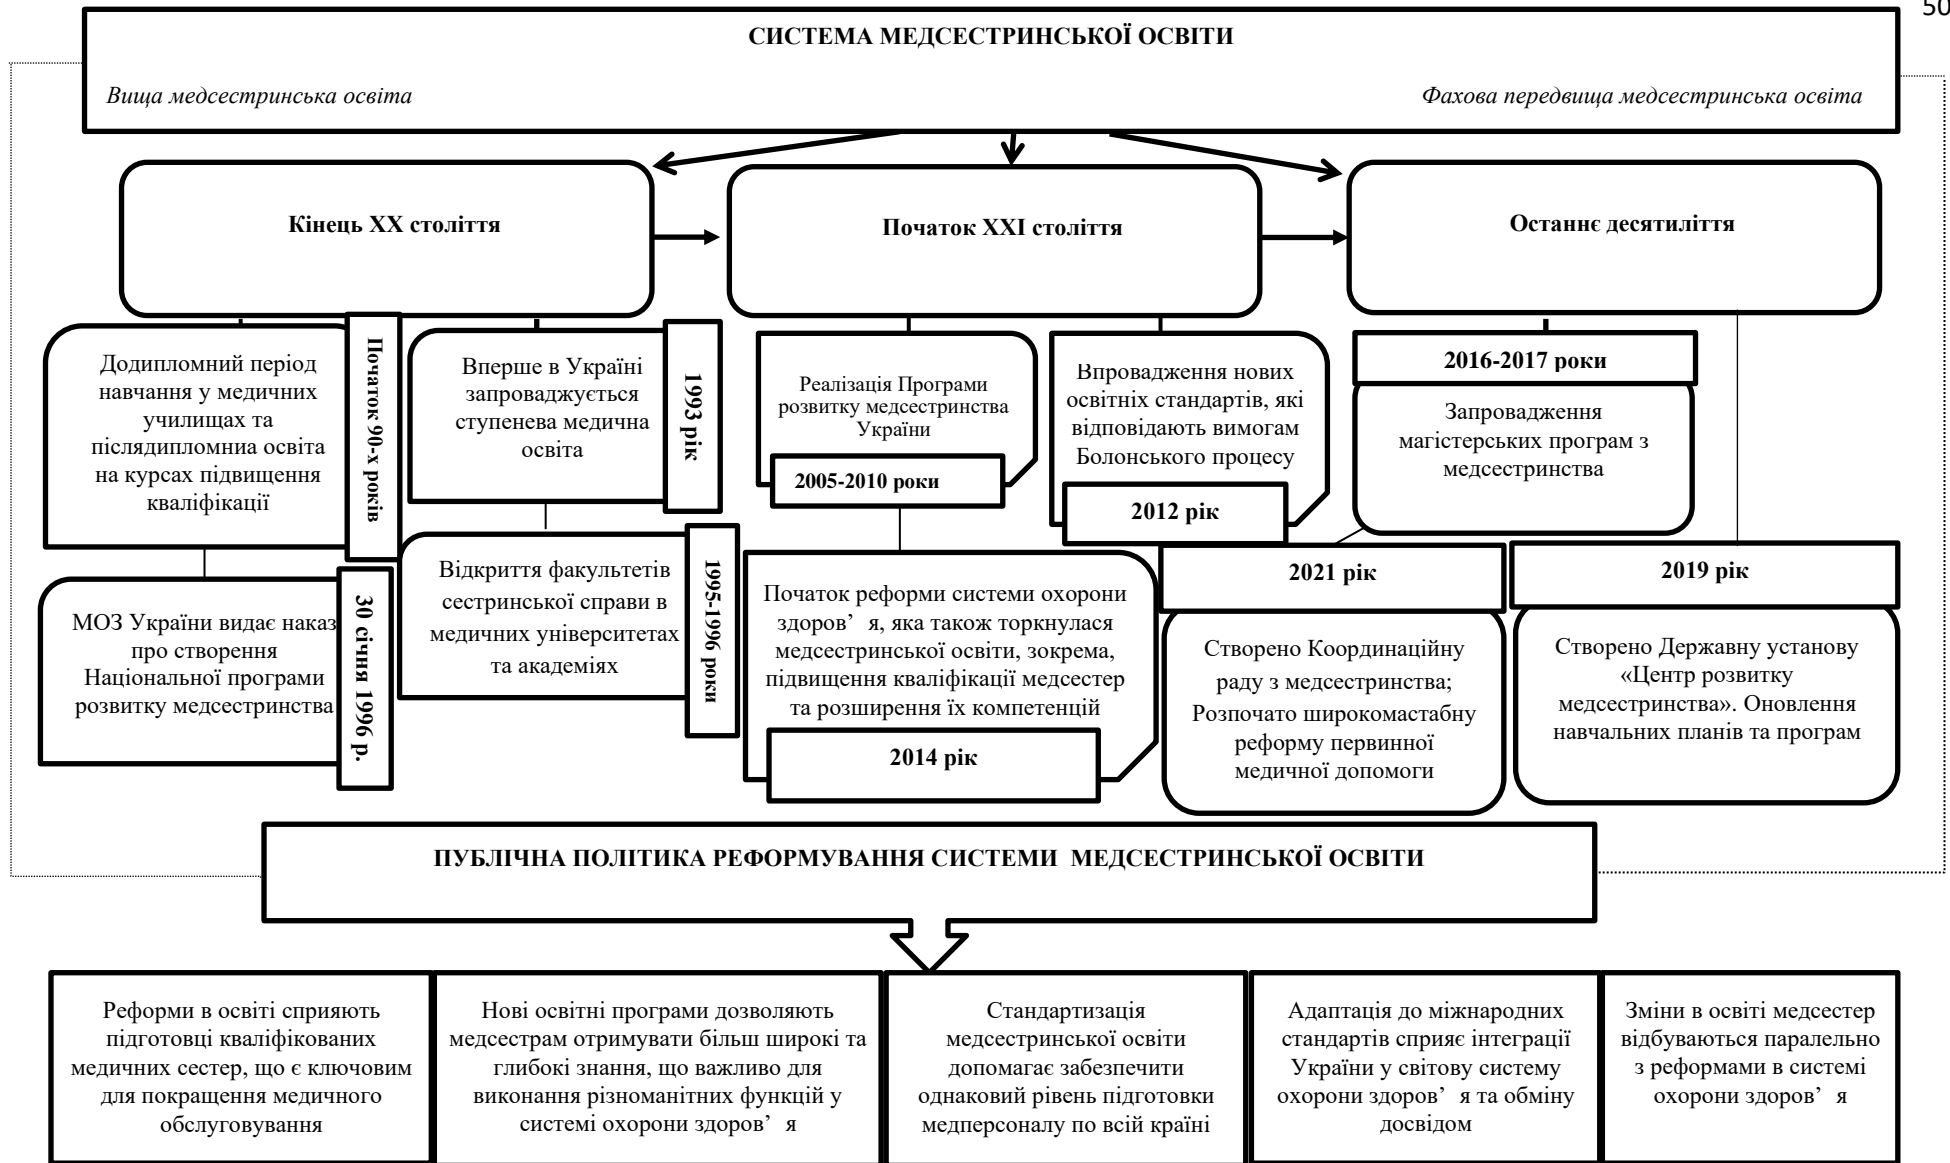 50
СИСТЕМА МЕДСЕСТРИНСЬКОЇ ОСВІТИ
Вища медсестринська освіта
Фахова передвища медсестринська освіта
Кінець ХХ століття
Початок ХХІ століття
Останнє десятиліття
Додипломний період
навчання у медичних
училищах та
післядипломниа освіта
на курсах підвищення
кваліфікації
Початок 90-х років
Вперше в Україні
запроваджується
ступенева медична
освіта
1993 рік
Реалізація Програми
розвитку медсестринства
України
2005-2010 роки
Впровадження нових
освітніх стандартів, які
відповідають вимогам
Болонського процесу
2012 рік
2016-2017 роки
Запровадження
магістерських програм з
медсестринства
МОЗ України видає наказ
про створення
Національної програми
розвитку медсестринства
30 січня 1996 р.
Відкриття факультетів
сестринської справи в
медичних університетах
та академіях
1995-1996 роки
Початок реформи системи охорони
здоров’ я, яка також торкнулася
медсестринської освіти, зокрема,
підвищення кваліфікації медсестер
та розширення їх компетенцій
2014 рік
2021 рік
Створено Координаційну
раду з медсестринства;
Розпочато широкомастабну
реформу первинної
медичної допомоги
2019 рік
Створено Державну установу
«Центр розвитку
медсестринства». Оновлення
навчальних планів та програм
ПУБЛІЧНА ПОЛІТИКА РЕФОРМУВАННЯ СИСТЕМИ МЕДСЕСТРИНСЬКОЇ ОСВІТИ
Реформи в освіті сприяють
підготовці кваліфікованих
медичних сестер, що є ключовим
для покращення медичного
обслуговування
Нові освітні програми дозволяють
медсестрам отримувати більш широкі та
глибокі знання, що важливо для
виконання різноманітних функцій у
системі охорони здоров’ я
Стандартизація
медсестринської освіти
допомагає забезпечити
однаковий рівень підготовки
медперсоналу по всій країні
Адаптація до міжнародних
стандартів сприяє інтеграції
України у світову систему
охорони здоров’ я та обміну
досвідом
Зміни в освіті медсестер
відбуваються паралельно
з реформами в системі
охорони здоров’ я